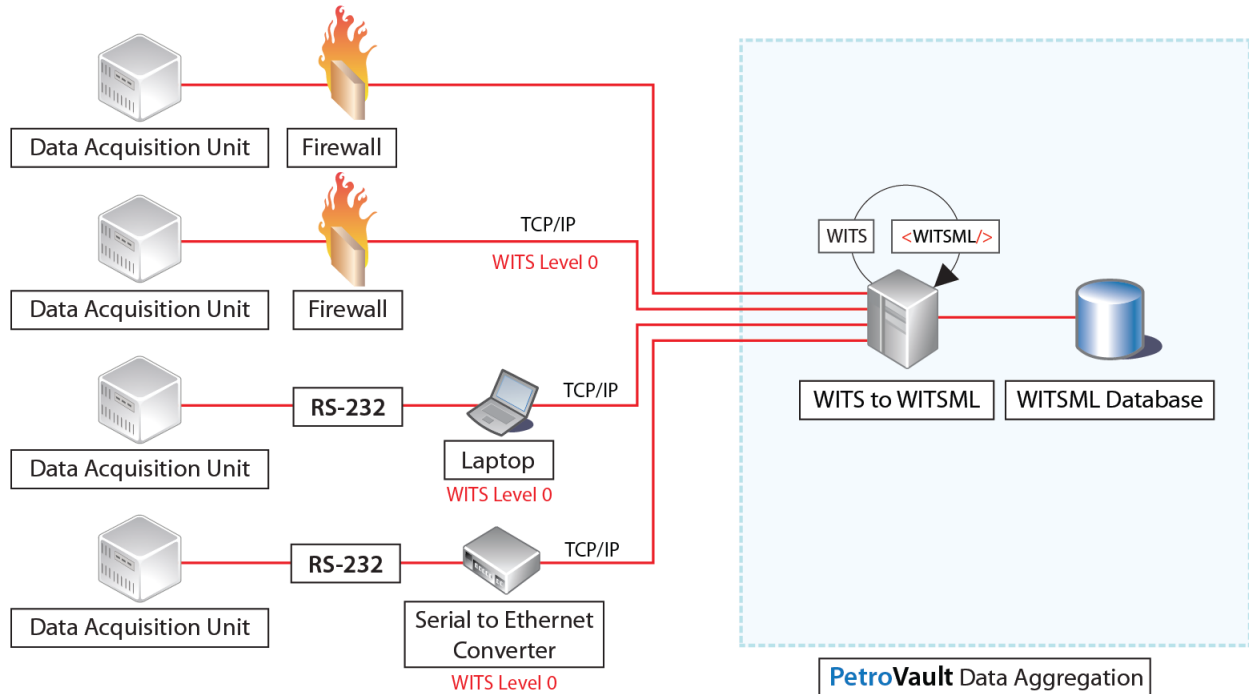 Data Acquisition Unit
Firewall
Data Acquisition Unit
Firewall
TCP/IP
WITS Level 0
Data Acquisition Unit
RS-232
Laptop
WITS Level 0
TCP/IP
Data Acquisition Unit
RS-232
Serial to Ethernet
Converter
WITS Level 0
TCP/IP
WITS
<WITSML/>
WITS to WITSML
WITSML Database
PetroVault Data Aggregation